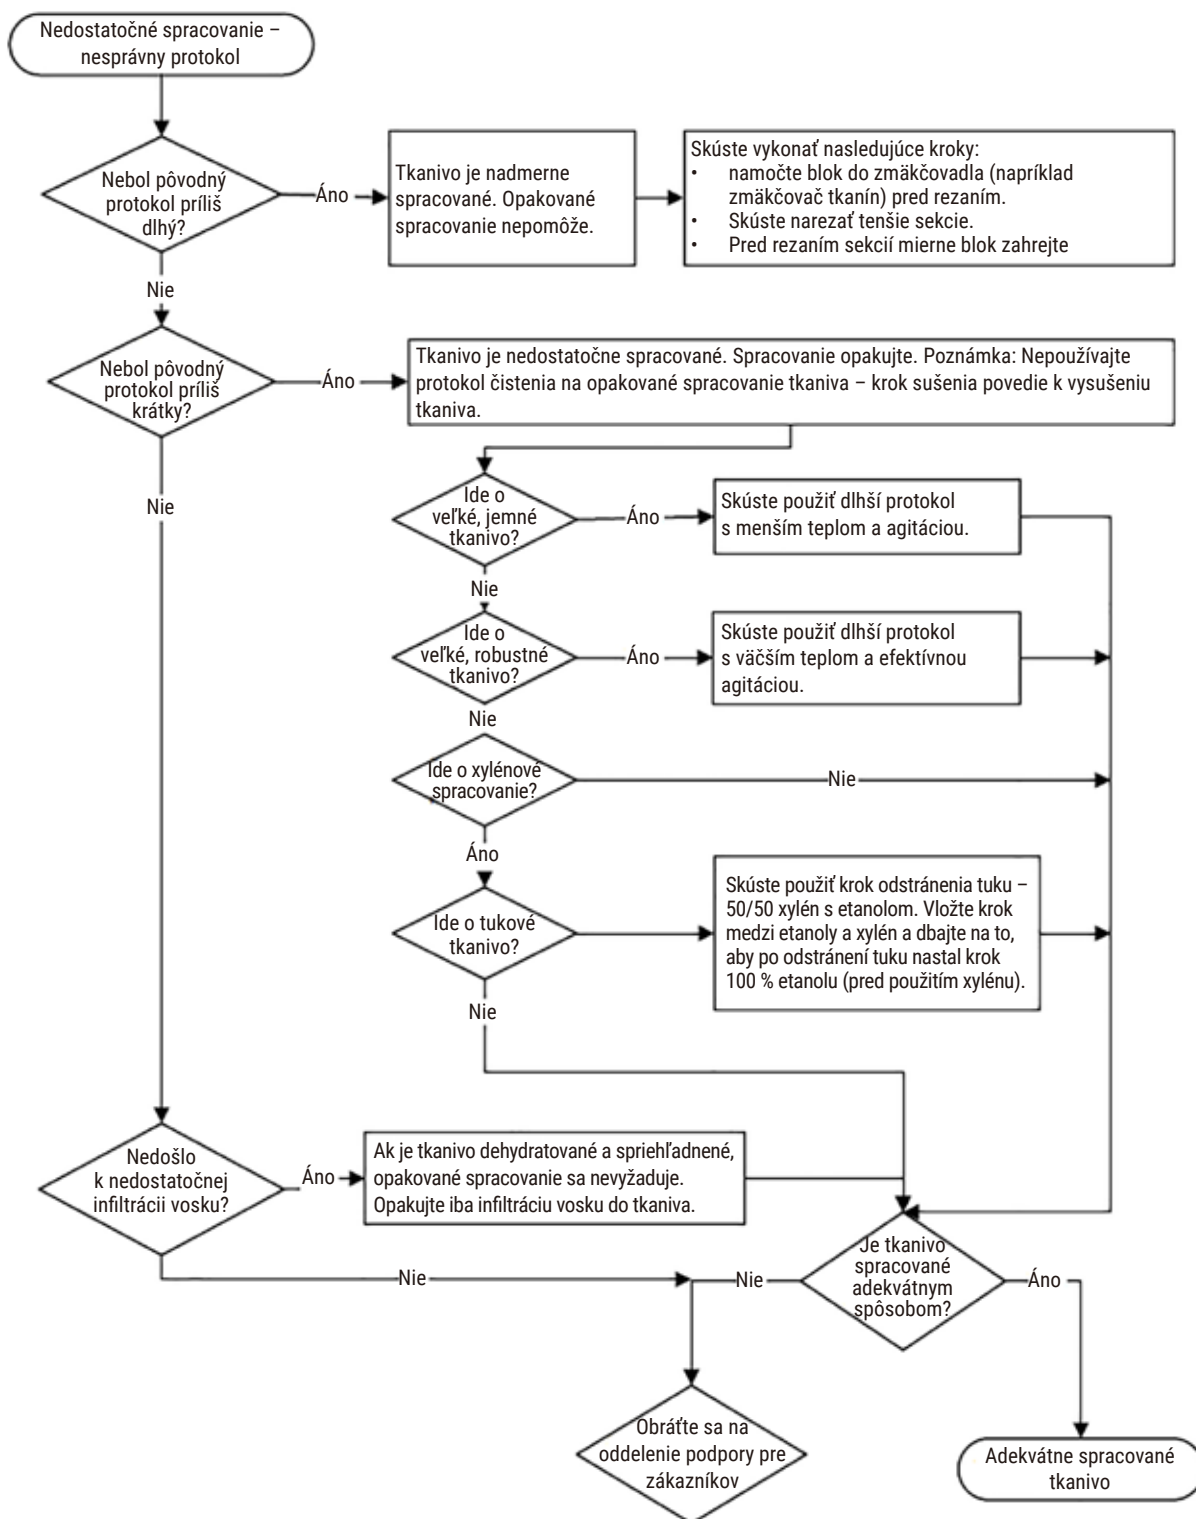 Nedostatočné spracovanie –
nesprávny protokol
Nebol pôvodný
protokol príliš
dlhý?
Áno
Tkanivo je nadmerne
spracované. Opakované
spracovanie nepomôže.
Skúste vykonať nasledujúce kroky:
• namočte blok do zmäkčovadla (napríklad
zmäkčovač tkanín) pred rezaním.
• Skúste narezať tenšie sekcie.
• Pred rezaním sekcií mierne blok zahrejte
Nie
Nebol pôvodný
protokol príliš
krátky?
Áno
Tkanivo je nedostatočne spracované. Spracovanie opakujte. Poznámka: Nepoužívajte
protokol čistenia na opakované spracovanie tkaniva – krok sušenia povedie k vysušeniu
tkaniva.
Nie
Ide o
veľké, jemné
tkanivo?
Áno
Skúste použiť dlhší protokol
s menším teplom a agitáciou.
Nie
Ide o
veľké, robustné
tkanivo?
Áno
Skúste použiť dlhší protokol
s väčším teplom a efektívnou
agitáciou.
Nie
Ide o xylénové
spracovanie?
Nie
Áno
Ide o tukové
tkanivo?
Skúste použiť krok odstránenia tuku –
50/50 xylén s etanolom. Vložte krok
medzi etanoly a xylén a dbajte na to,
aby po odstránení tuku nastal krok
100 % etanolu (pred použitím xylénu).
Nie
Nedošlo
k nedostatočnej
infiltrácii vosku?
Áno
Ak je tkanivo dehydratované a spriehľadnené,
opakované spracovanie sa nevyžaduje.
Opakujte iba infiltráciu vosku do tkaniva.
Je tkanivo
spracované
adekvátnym
spôsobom?
Nie
Nie
Áno
Obráťte sa na
oddelenie podpory pre
zákazníkov
Adekvátne spracované
tkanivo